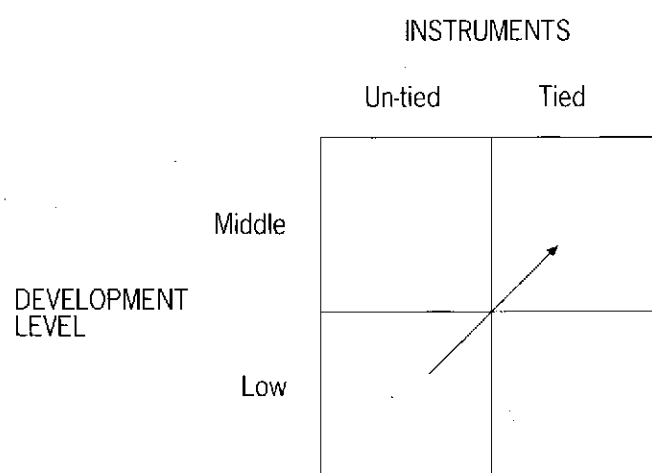 INSTRUMENTS
Un-tied Tied
Middle
DEVELOPMENT
LEVEL
Low